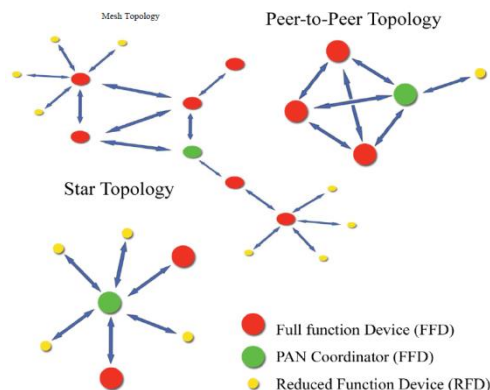 Mesh Topology
Peer-to-Peer Topology
Star Topology
Full function Device (FFD)
PAN Coordinator (FFD)
Reduced Function Device (RFD)